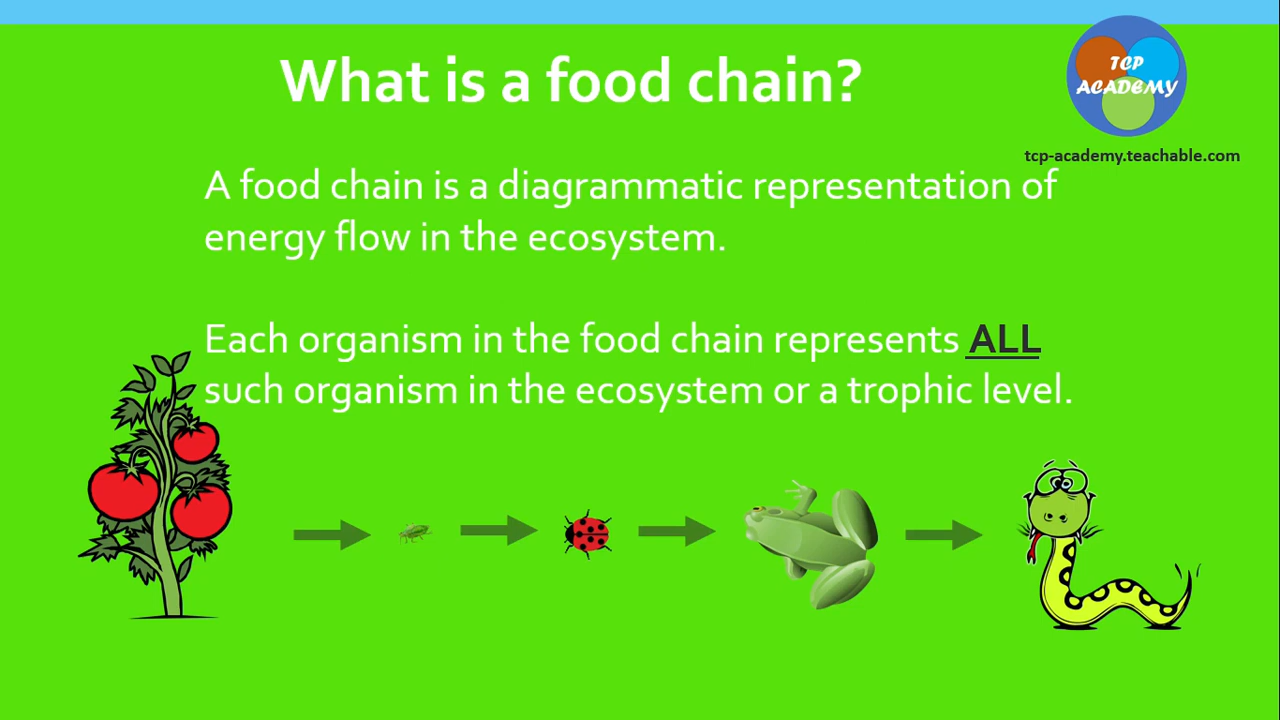 What is a food chain?
TCP
ACADEMY
tcp-academy.teachable.com
A food chain is a diagrammatic representation of
energy flow in the ecosystem.
Each organism in the food chain represents ALL
such organism in the ecosystem or a trophic level.